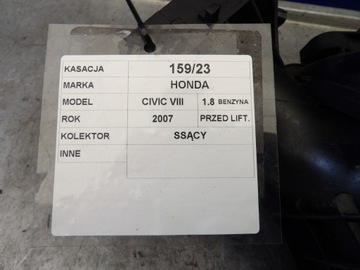 KASACJA 159/23
MARKA HONDA
MODEL CIVIC VIII 1.8 BENZYNA
ROK 2007 PRZED LIFT.
KOLEKTOR SSĄCY
INNE